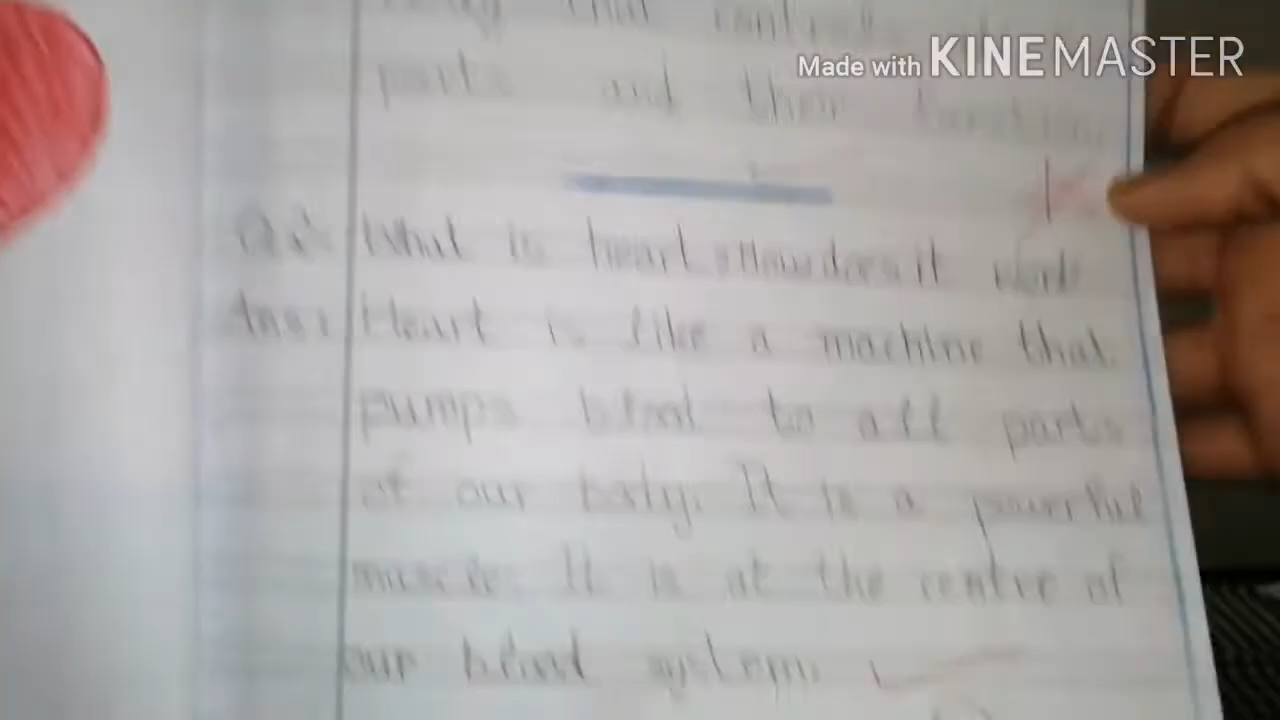 that
Made with KINEMASTER
parts and their
What is heart? How does it work
Ans: Heart is like a machine that
pumps blood to all parts
of our body. It is a powerful
muscle. It is at the centre of
our blood system.